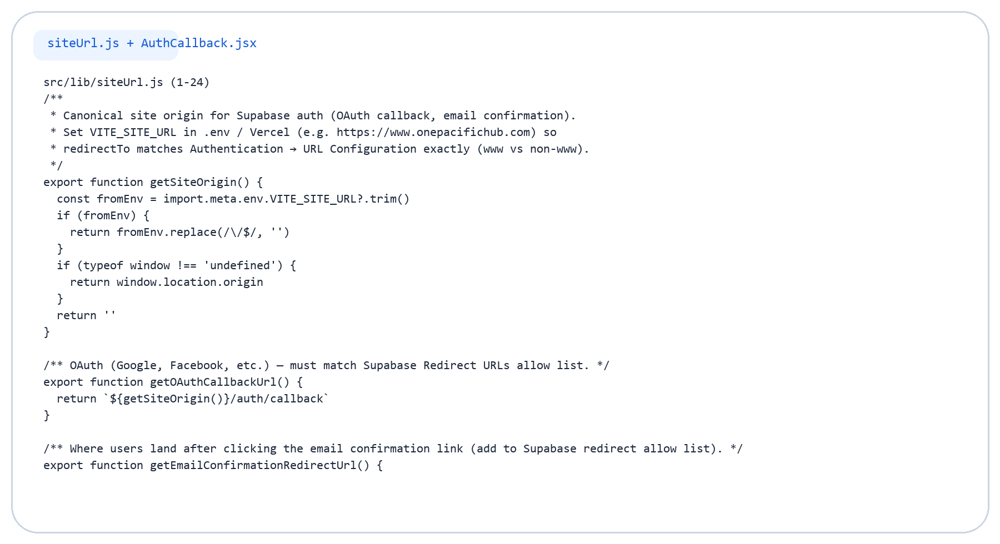 siteUrl.js + AuthCallback.jsx
src/lib/siteUrl.js (1-24)
/**
 * Canonical site origin for Supabase auth (OAuth callback, email confirmation).
 * Set VITE_SITE_URL in .env / Vercel (e.g. https://www.onepacifichub.com) so
 * redirectTo matches Authentication → URL Configuration exactly (www vs non-www).
 */
export function getSiteOrigin() {
  const fromEnv = import.meta.env.VITE_SITE_URL?.trim()
  if (fromEnv) {
    return fromEnv.replace(/\/$/, '')
  }
  if (typeof window !== 'undefined') {
    return window.location.origin
  }
  return ''
}

/** OAuth (Google, Facebook, etc.) — must match Supabase Redirect URLs allow list. */
export function getOAuthCallbackUrl() {
  return `${getSiteOrigin()}/auth/callback`
}

/** Where users land after clicking the email confirmation link (add to Supabase redirect allow list). */
export function getEmailConfirmationRedirectUrl() {